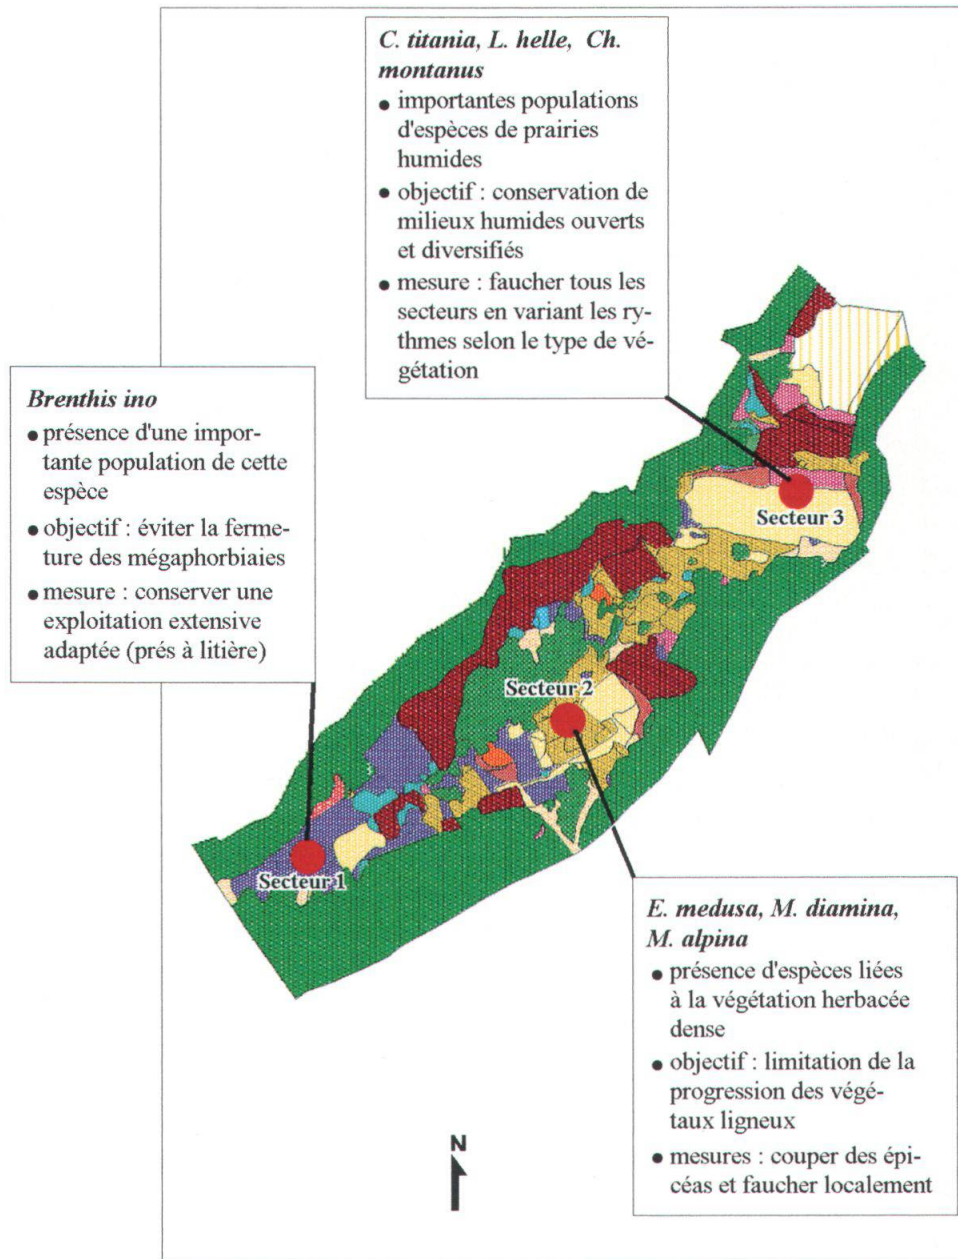 C. titania, L. helle, Ch.
montanus
• importantes populations
d'espèces de prairies
humides
• objectif : conservation de
milieux humides ouverts
et diversifiés
• mesure : faucher tous les
secteurs en variant les ry-
thmes selon le type de vé-
gétation
Brenthis ino
• présence d'une impor-
tante population de cette
espèce
• objectif : éviter la ferme-
ture des mégaphorbiaies
• mesure : conserver une
exploitation extensive
adaptée (prés à litière)
Secteur 3
Secteur 2
Secteur 1
E. medusa, M. diamina,
M. alpina
• présence d'espèces liées
à la végétation herbacée
dense
• objectif : limitation de la
progression des végé-
taux ligneux
• mesures : couper des épi-
céas et faucher localement
N